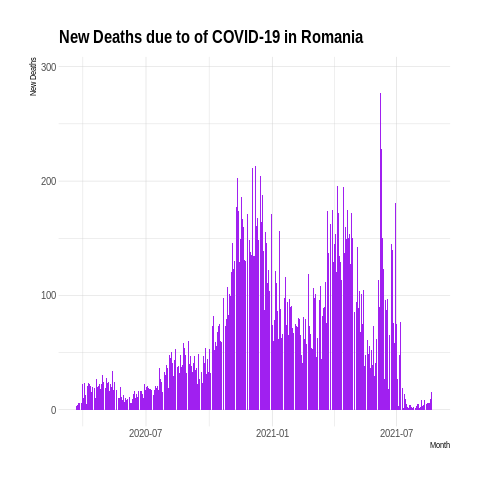 New Deaths due to of COVID-19 in Romania
New Deaths
300
200
100
0
2020-07
2021-01
2021-07
Month